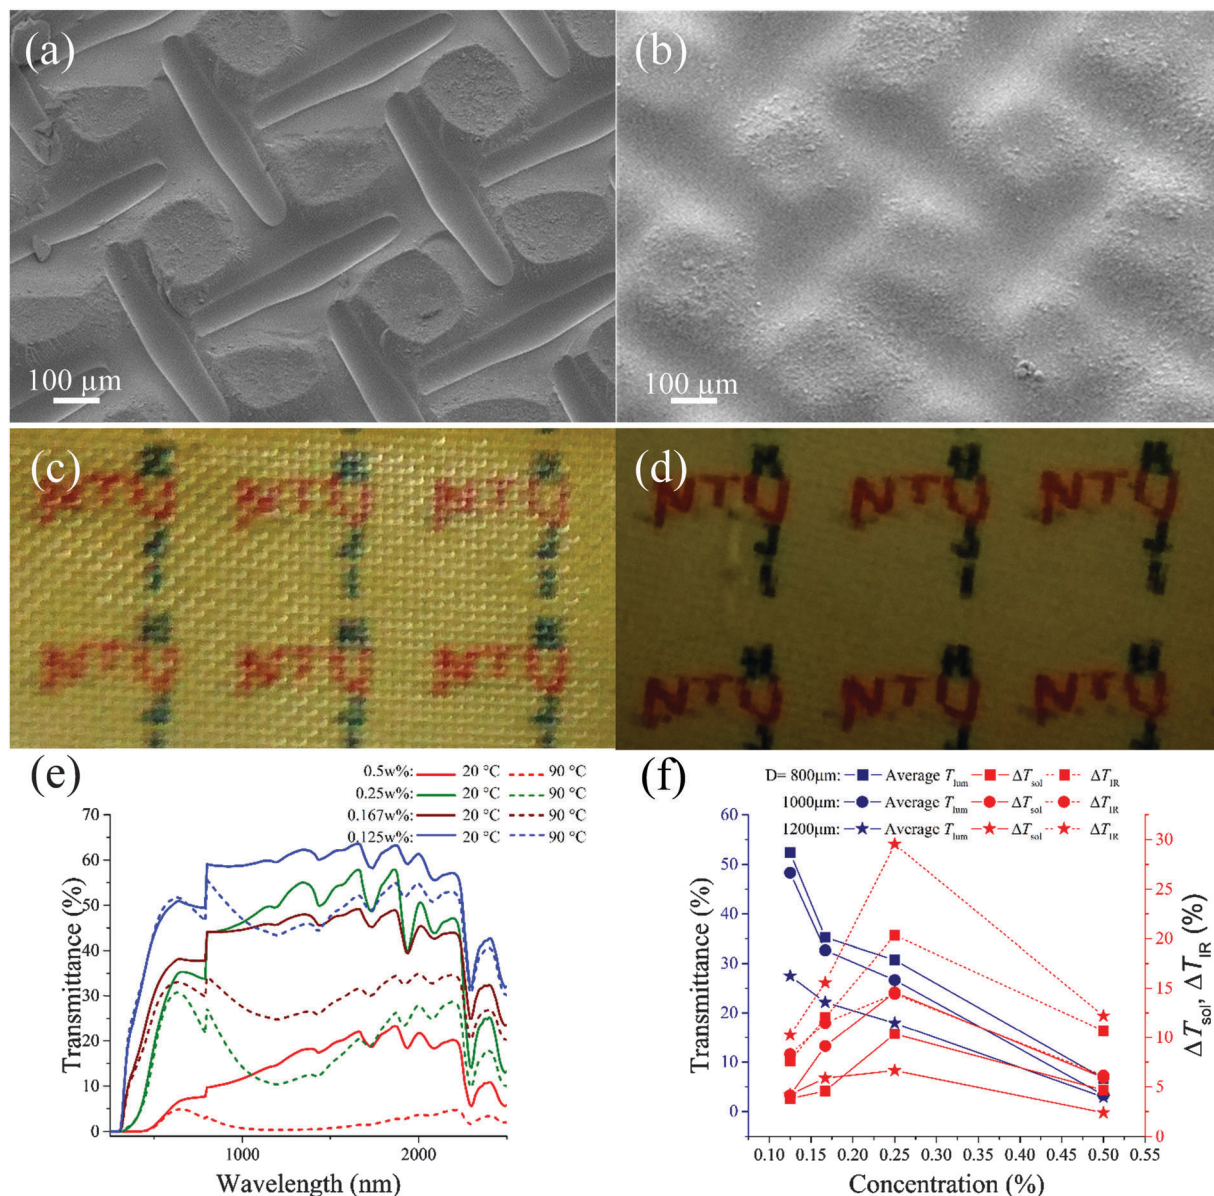 (a)
100 µm
(b)
100 µm
(c)
NTU NTU NTU
NTU NTU NTU
(d)
NTU NTU NTU
NTU NTU NTU
(e)
0.5w%: 20 °C 90 °C
0.25w%: 20 °C 90 °C
0.167w%: 20 °C 90 °C
0.125w%: 20 °C 90 °C
70
60
50
40
30
20
10
0
Transmittance (%)
1000 2000
Wavelength (nm)
(f)
D= 800µm: Average Tlum ΔTsol ΔTIR
1000µm: Average Tlum ΔTsol ΔTIR
1200µm: Average Tlum ΔTsol ΔTIR
60
50
40
30
20
10
0
Transmittance (%)
30
25
20
15
10
5
0
ΔTsol, ΔTIR (%)
0.10 0.15 0.20 0.25 0.30 0.35 0.40 0.45 0.50 0.55
Concentration (%)